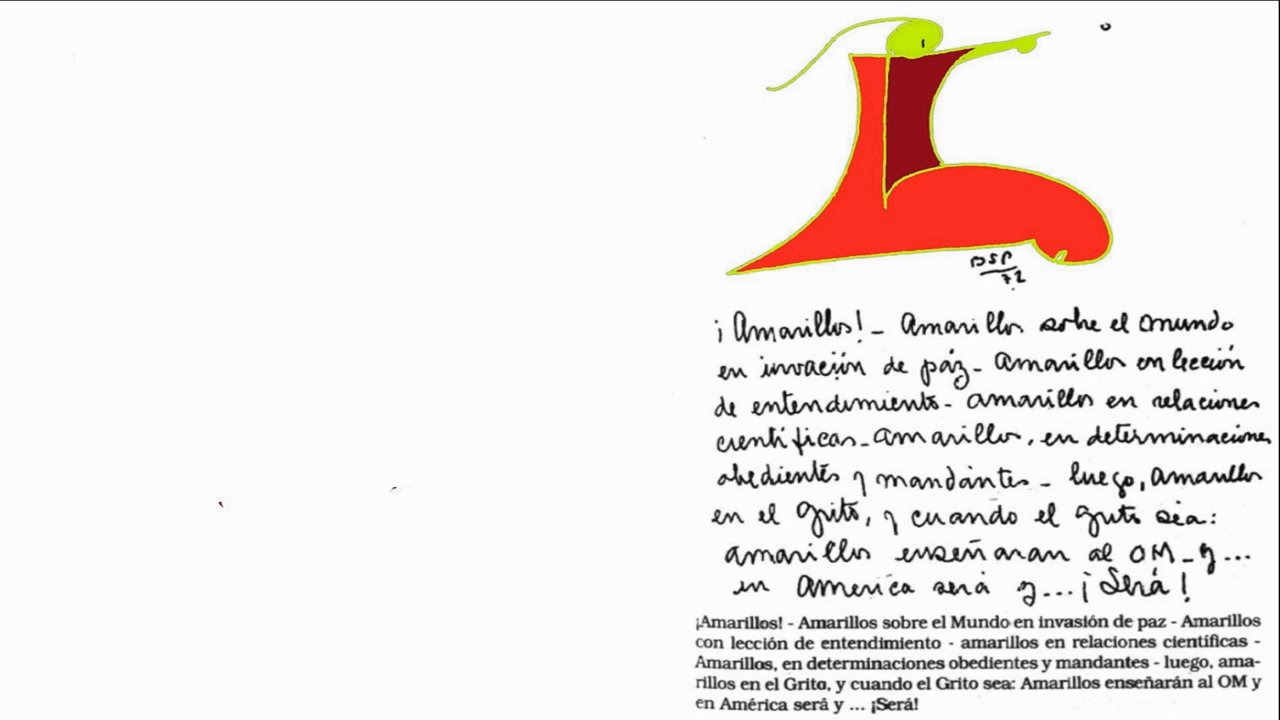 BSP
72
¡Amarillos! - Amarillos sobre el mundo
en invación de páz - Amarillos en lección
de entendimiento - amarillos en relaciones
científicas - amarillos, en determinaciones
obedientes y mandantes - luego, amarillos
en el grito, y cuando el grito sea:
amarillos enseñaran al OM - y...
en America será y... ¡Será!
¡Amarillos! - Amarillos sobre el Mundo en invasión de paz - Amarillos
con lección de entendimiento - amarillos en relaciones científicas -
Amarillos, en determinaciones obedientes y mandantes - luego, ama-
rillos en el Grito, y cuando el Grito sea: Amarillos enseñarán al OM y
en América será y ... ¡Será!